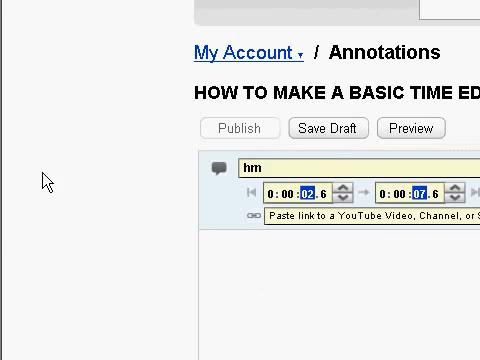 My Account / Annotations
HOW TO MAKE A BASIC TIME ED
Publish Save Draft Preview
hm
0:00:02.6 0:00:07.6
Paste link to a YouTube Video, Channel, or S